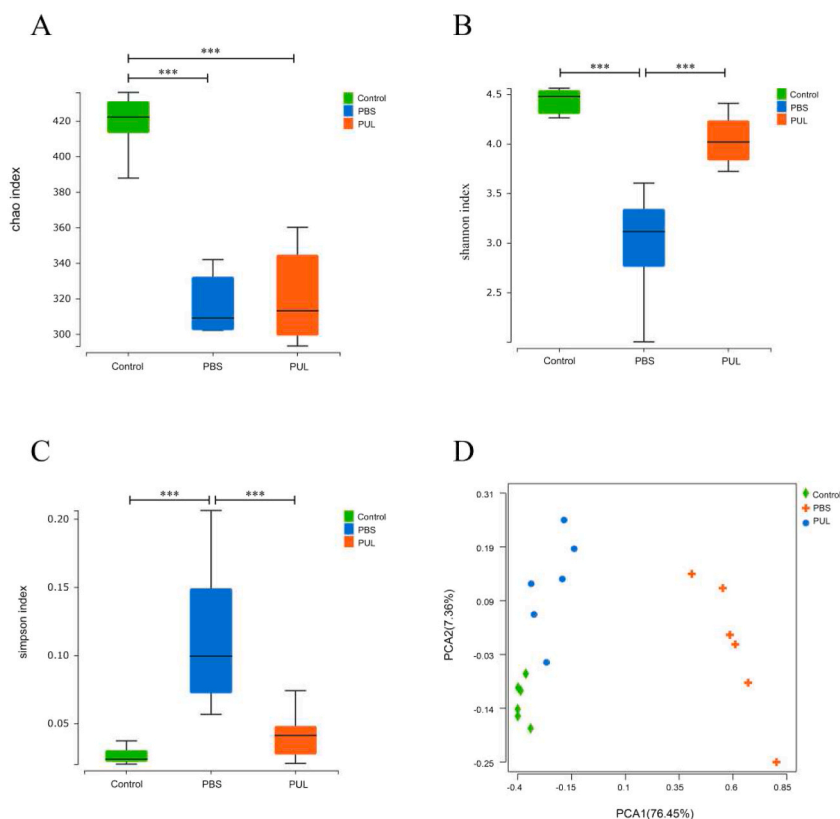 A
***
***
Control
PBS
PUL
chao index
420
400
380
360
340
320
300
Control PBS PUL
B
*** ***
Control
PBS
PUL
shannon index
4.5
4.0
3.5
3.0
2.5
Control PBS PUL
C
*** ***
Control
PBS
PUL
simpson index
0.20
0.15
0.10
0.05
Control PBS PUL
D
Control
PBS
PUL
PCA2(7.36%)
0.31
0.19
0.09
-0.03
-0.14
-0.25
-0.4 -0.15 0.1 0.35 0.6 0.85
PCA1(76.45%)